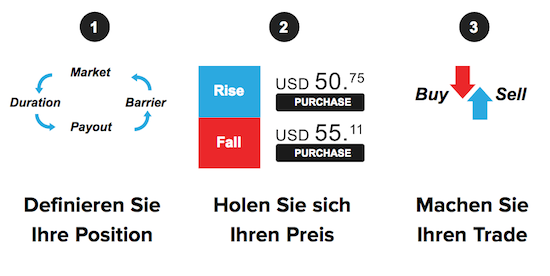 1
Market
Duration
Barrier
Payout
Definieren Sie
Ihre Position
2
Rise
USD 50.75
PURCHASE
Fall
USD 55.11
PURCHASE
Holen Sie sich
Ihren Preis
3
Buy
Sell
Machen Sie
Ihren Trade